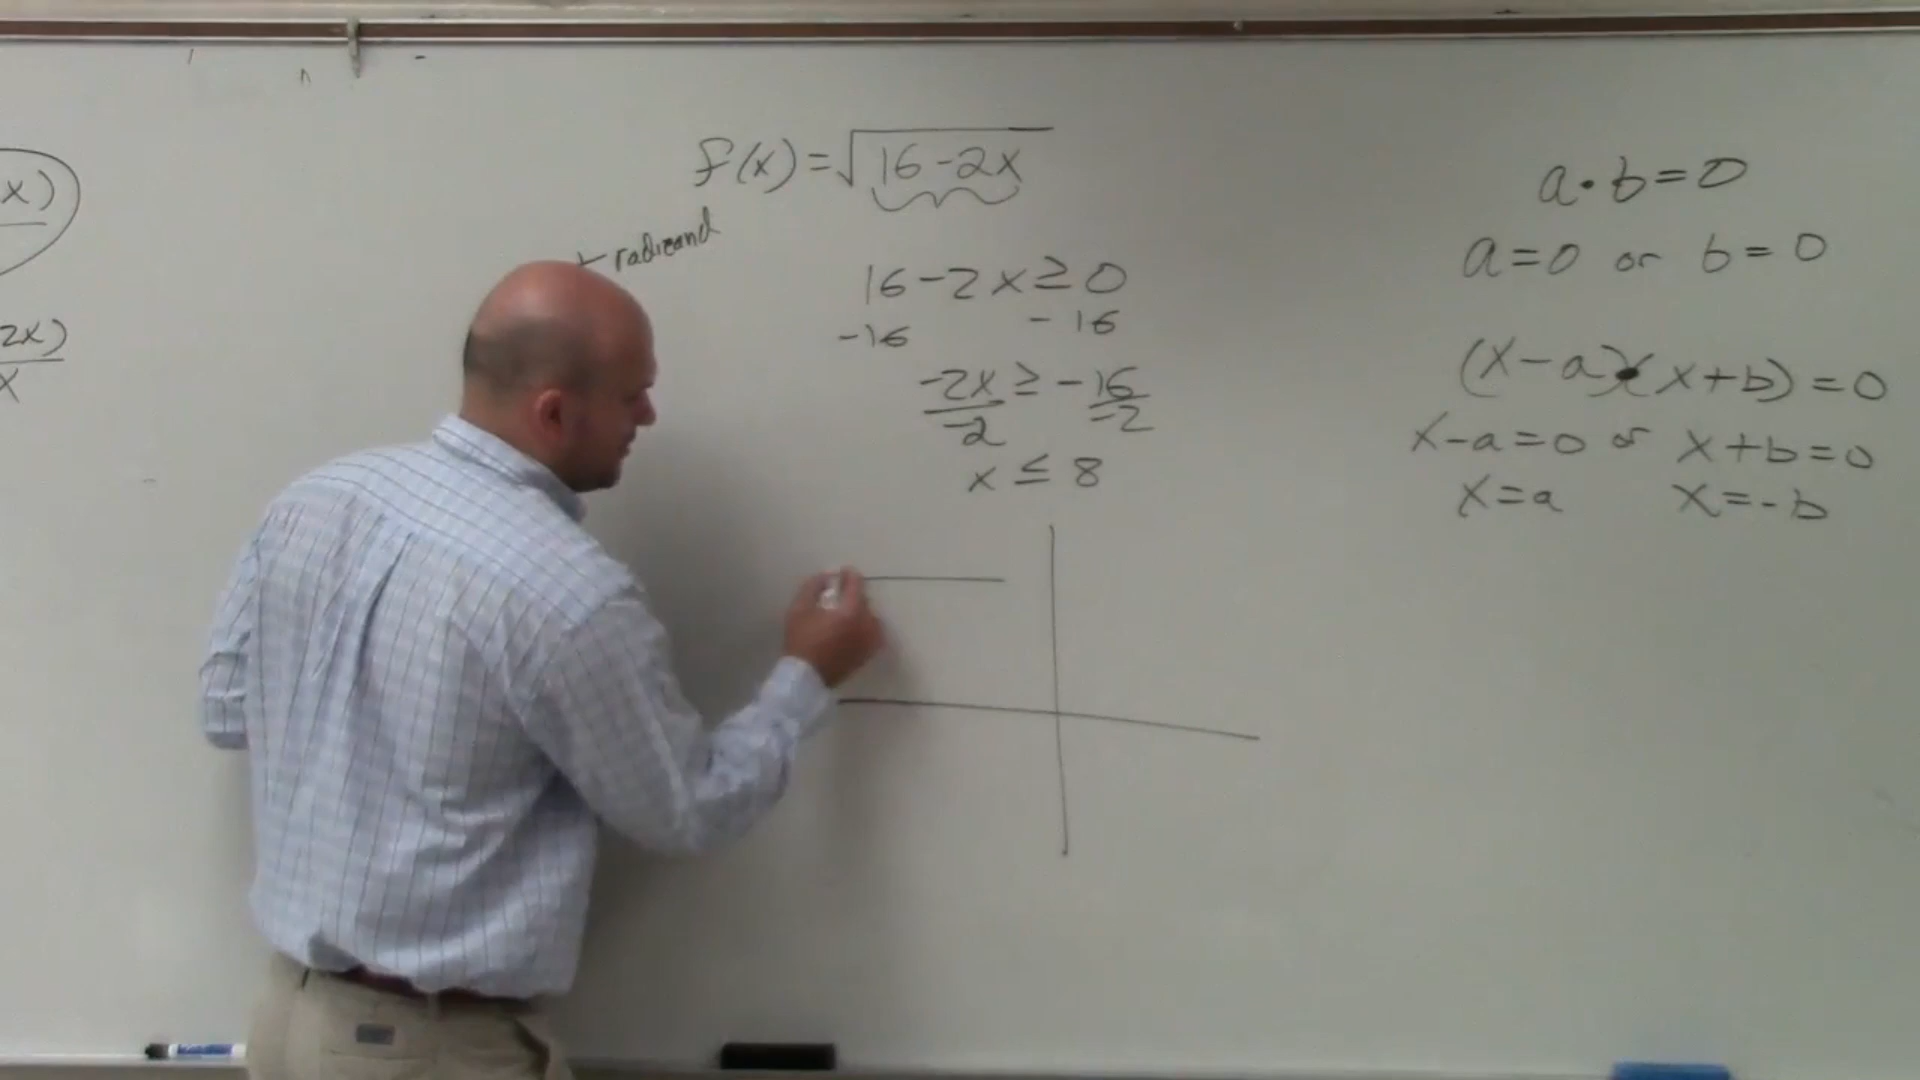 x)
2x)
x
f(x)=√16-2x
radicand
16-2x≥0
-16 -16
-2x ≥ -16
-2 -2
x ≤ 8
a·b=0
a=0 or b=0
(x-a)·(x+b)=0
x-a=0 or x+b=0
x=a x=-b